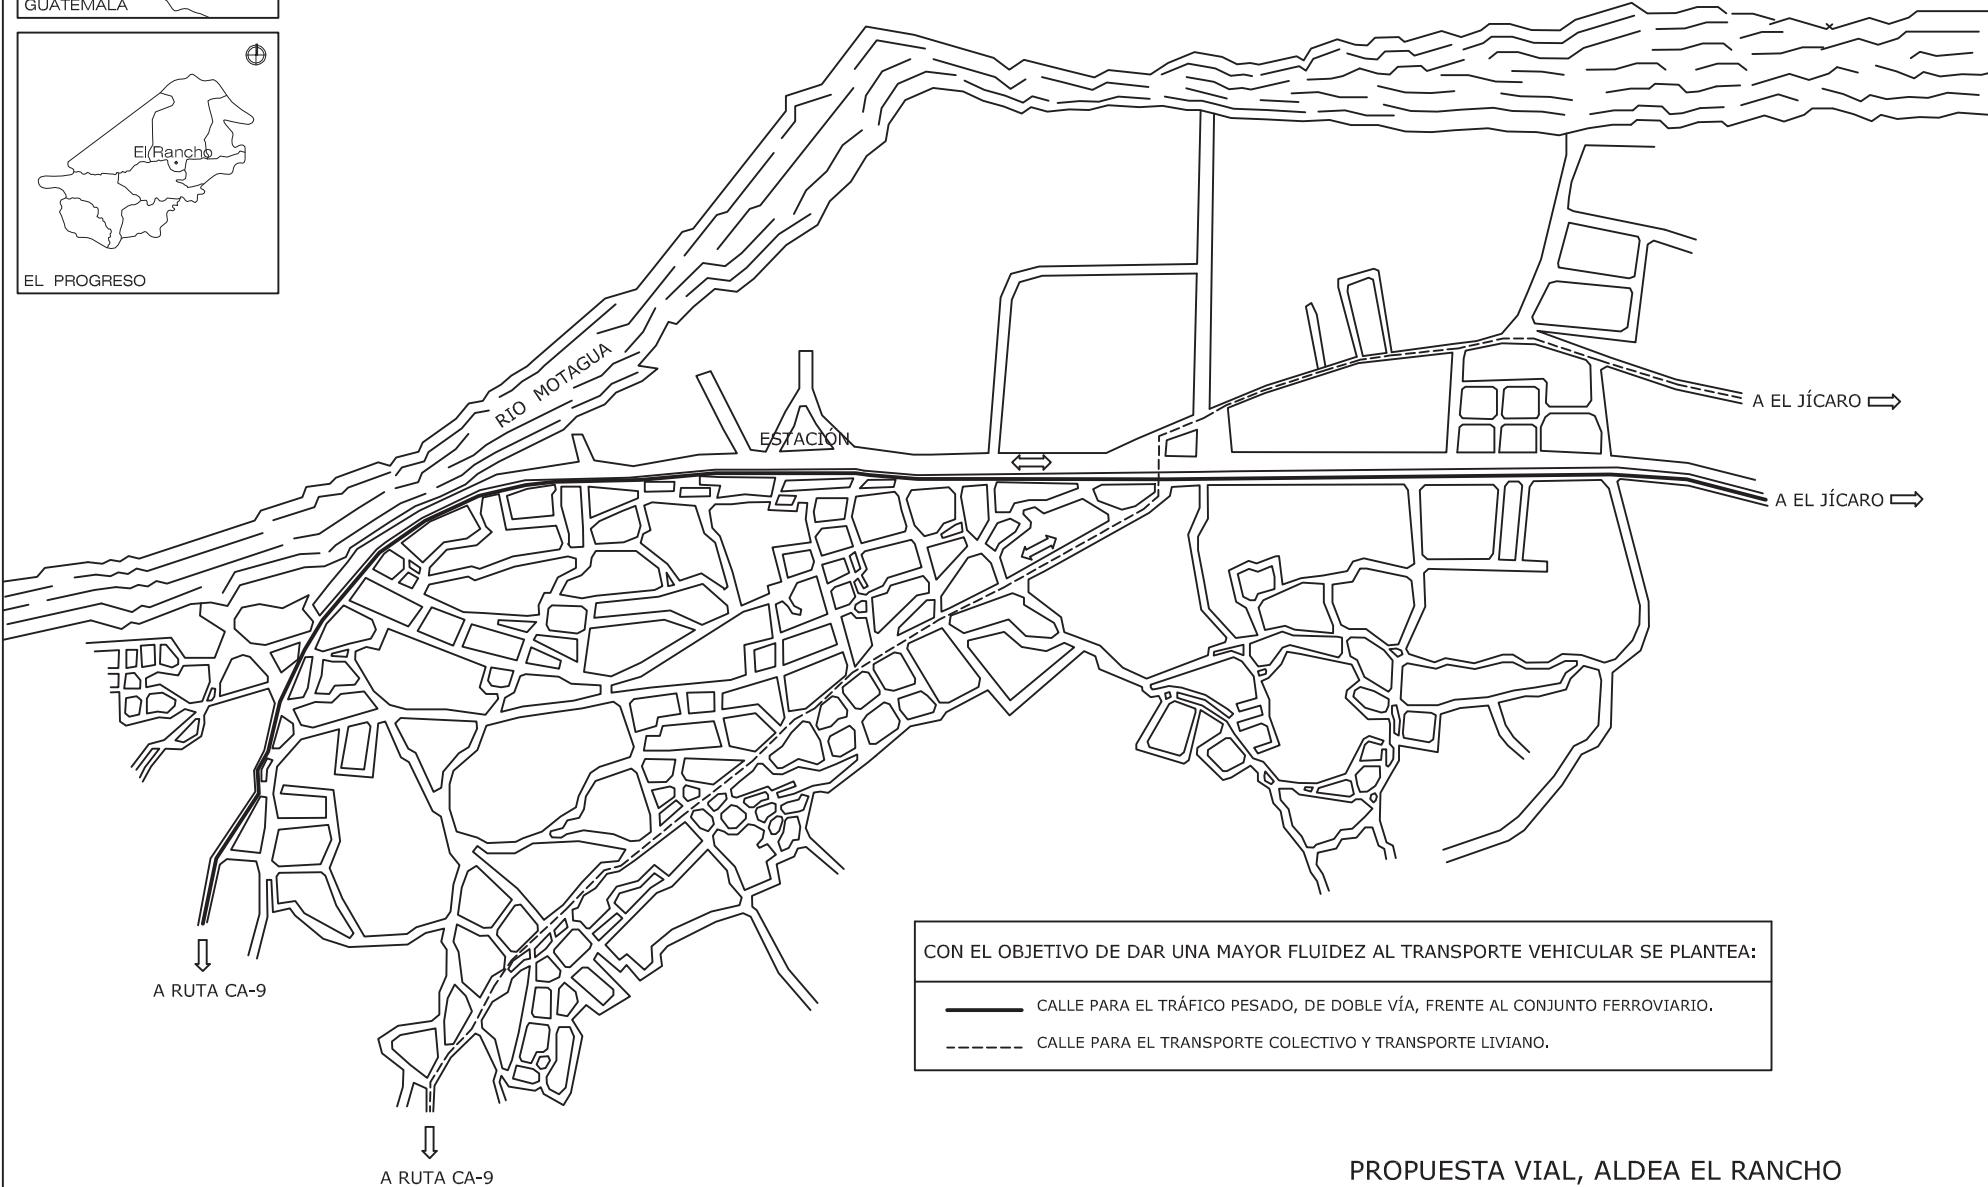 GUATEMALA
El Rancho
EL PROGRESO
RIO MOTAGUA
ESTACIÓN
A EL JÍCARO
A EL JÍCARO
A RUTA CA-9
A RUTA CA-9
CON EL OBJETIVO DE DAR UNA MAYOR FLUIDEZ AL TRANSPORTE VEHICULAR SE PLANTEA:
CALLE PARA EL TRÁFICO PESADO, DE DOBLE VÍA, FRENTE AL CONJUNTO FERROVIARIO.
CALLE PARA EL TRANSPORTE COLECTIVO Y TRANSPORTE LIVIANO.
PROPUESTA VIAL, ALDEA EL RANCHO